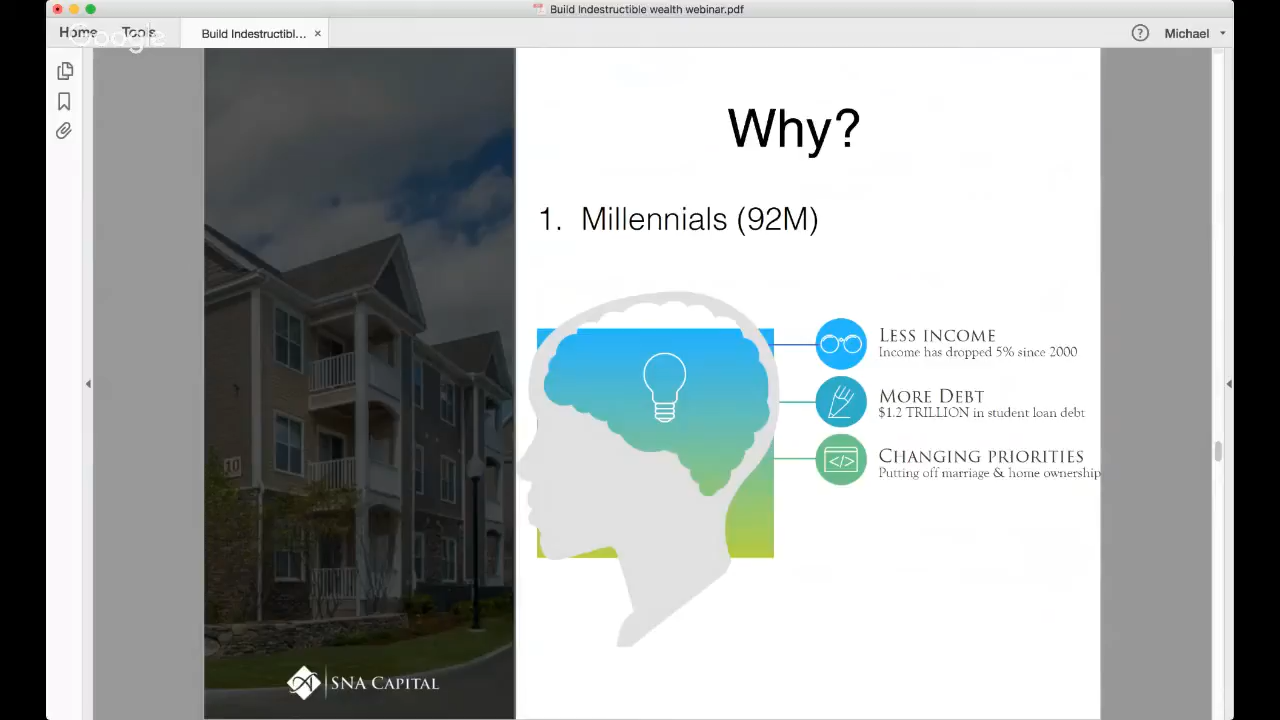 Build Indestructible wealth webinar.pdf
Home
Tools
Google
Build Indestructibl...
×
?
Michael
Why?
1. Millennials (92M)
LESS INCOME
Income has dropped 5% since 2000
MORE DEBT
$1.2 TRILLION in student loan debt
</>
CHANGING PRIORITIES
Putting off marriage & home ownership
10
SNA CAPITAL